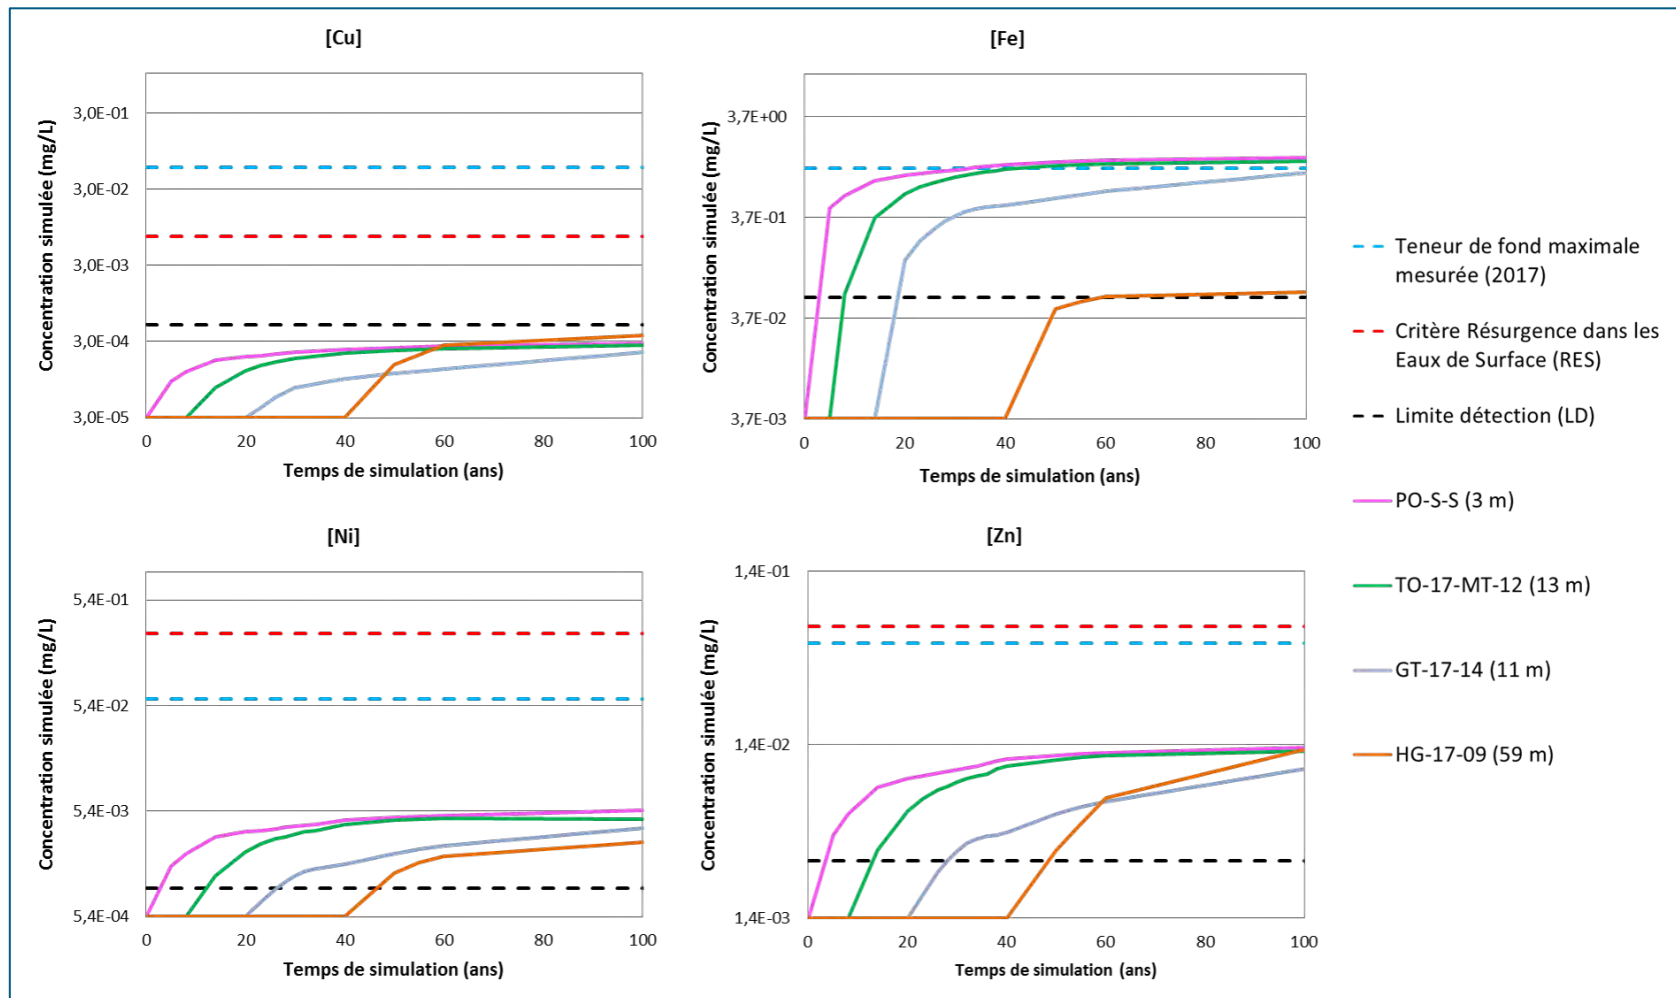 [Cu]
Concentration simulée (mg/L)
3,0E-01
3,0E-02
3,0E-03
3,0E-04
3,0E-05
0 20 40 60 80 100
Temps de simulation (ans)
[Fe]
Concentration simulée (mg/L)
3,7E+00
3,7E-01
3,7E-02
3,7E-03
0 20 40 60 80 100
Temps de simulation (ans)
[Ni]
Concentration simulée (mg/L)
5,4E-01
5,4E-02
5,4E-03
5,4E-04
0 20 40 60 80 100
Temps de simulation (ans)
[Zn]
Concentration simulée (mg/L)
1,4E-01
1,4E-02
1,4E-03
0 20 40 60 80 100
Temps de simulation (ans)
Teneur de fond maximale
mesurée (2017)
Critère Résurgence dans les
Eaux de Surface (RES)
Limite détection (LD)
PO-S-S (3 m)
TO-17-MT-12 (13 m)
GT-17-14 (11 m)
HG-17-09 (59 m)